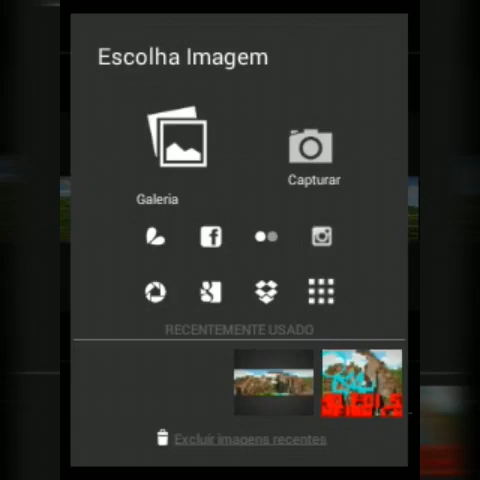 Escolha Imagem
Galeria
Capturar
RECENTEMENTE USADO
Excluir imagens recentes